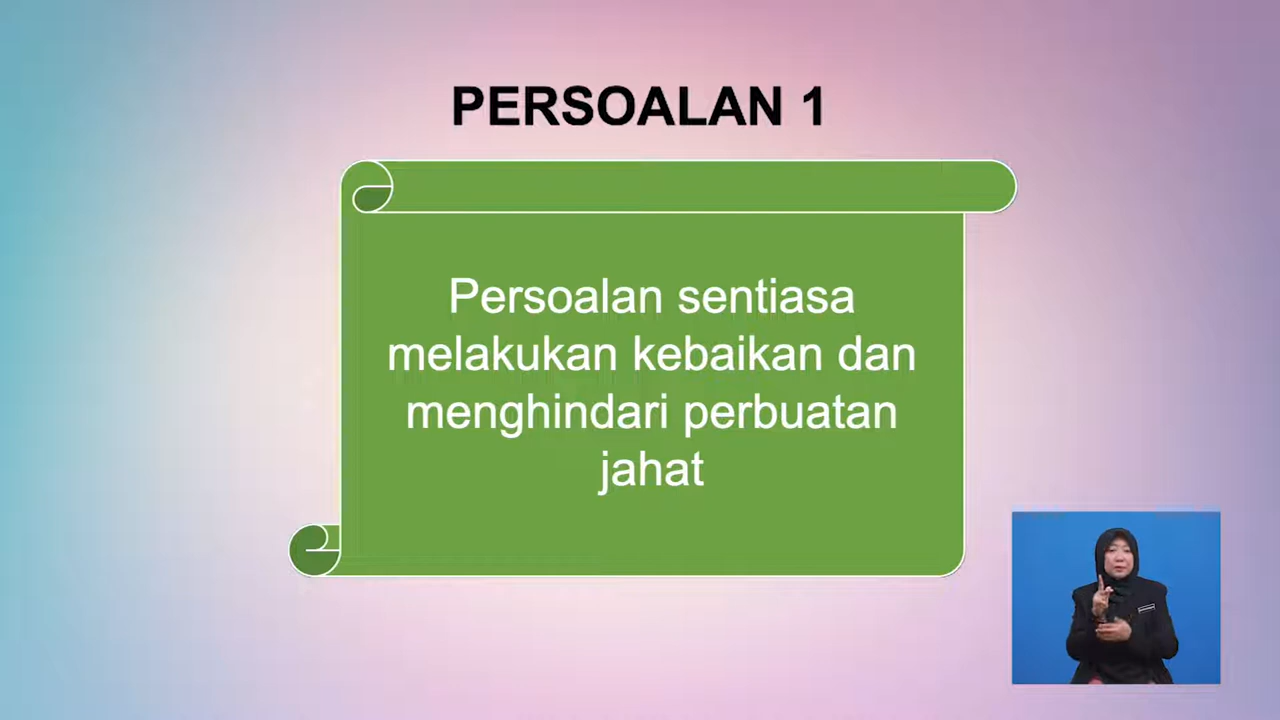 PERSOALAN 1
Persoalan sentiasa
melakukan kebaikan dan
menghindari perbuatan
jahat